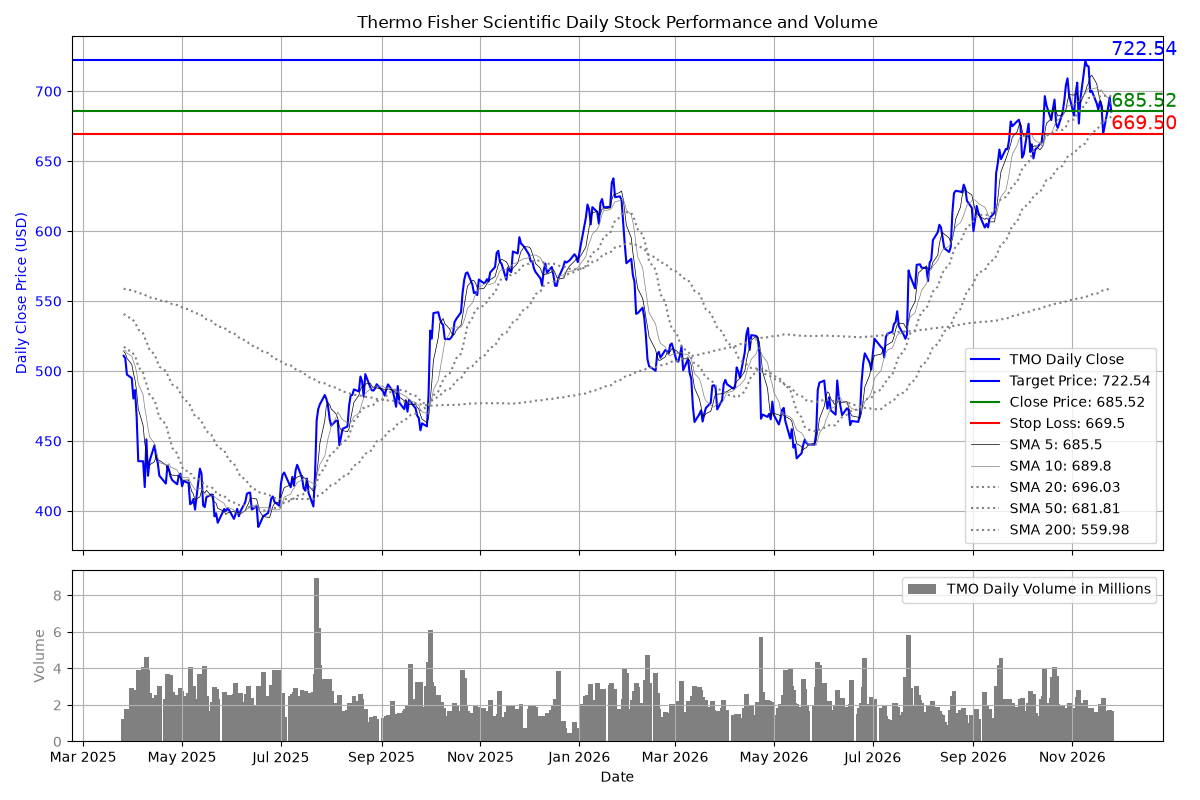 Thermo Fisher Scientific Daily Stock Performance and Volume
722.54
685.52
669.50
Daily Close Price (USD)
700
650
600
550
500
450
400
TMO Daily Close
Target Price: 722.54
Close Price: 685.52
Stop Loss: 669.5
SMA 5: 685.5
SMA 10: 689.8
SMA 20: 696.03
SMA 50: 681.81
SMA 200: 559.98
TMO Daily Volume in Millions
Volume
8
6
4
2
0
Mar 2025
May 2025
Jul 2025
Sep 2025
Nov 2025
Jan 2026
Mar 2026
May 2026
Jul 2026
Sep 2026
Nov 2026
Date